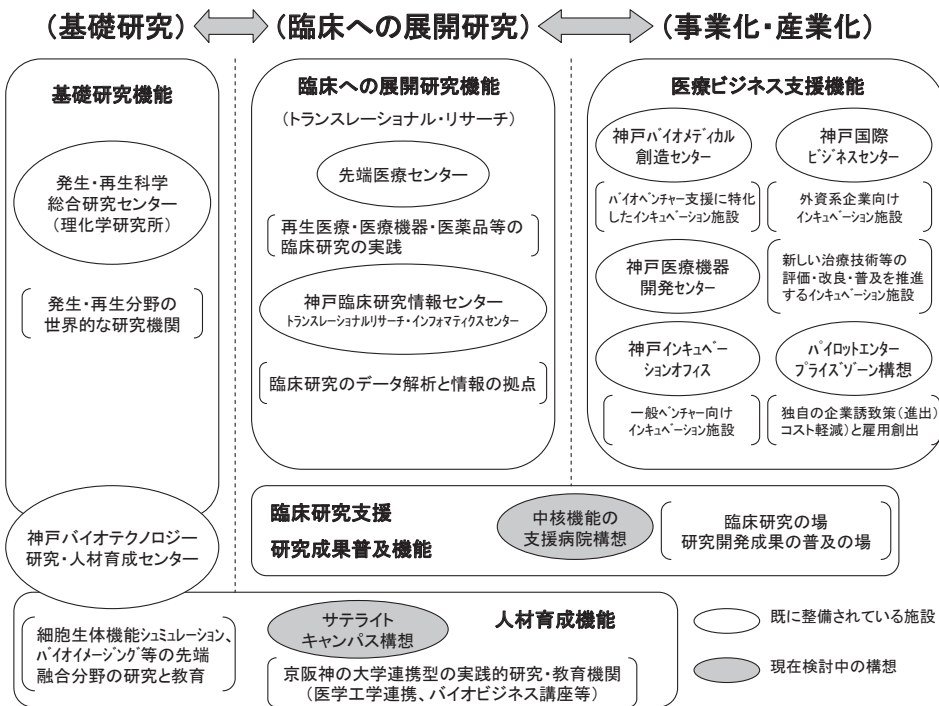 (基礎研究)
(臨床への展開研究)
(事業化・産業化)
基礎研究機能
発生・再生科学
総合研究センター
(理化学研究所)
発生・再生分野の
世界的な研究機関
臨床への展開研究機能
(トランスレーショナル・リサーチ)
先端医療センター
再生医療・医療機器・医薬品等の
臨床研究の実践
神戸臨床研究情報センター
トランスレーショナルリサーチ・インフォマティクスセンター
臨床研究のデータ解析と情報の拠点
医療ビジネス支援機能
神戸バイオメディカル
創造センター
バイオベンチャー支援に特化
したインキュベーション施設
神戸国際
ビジネスセンター
外資系企業向け
インキュベーション施設
神戸医療機器
開発センター
新しい治療技術等の
評価・改良・普及を推進
するインキュベーション施設
神戸インキュベー
ションオフィス
一般ベンチャー向け
インキュベーション施設
パイロットエンター
プライズゾーン構想
独自の企業誘致策(進出
コスト軽減)と雇用創出
臨床研究支援
研究成果普及機能
中核機能の
支援病院構想
臨床研究の場
研究開発成果の普及の場
神戸バイオテクノロジー
研究・人材育成センター
細胞生体機能シュミュレーション、
バイオイメージング等の先端
融合分野の研究と教育
サテライト
キャンパス構想
人材育成機能
京阪神の大学連携型の実践的研究・教育機関
(医学工学連携、バイオビジネス講座等)
既に整備されている施設
現在検討中の構想